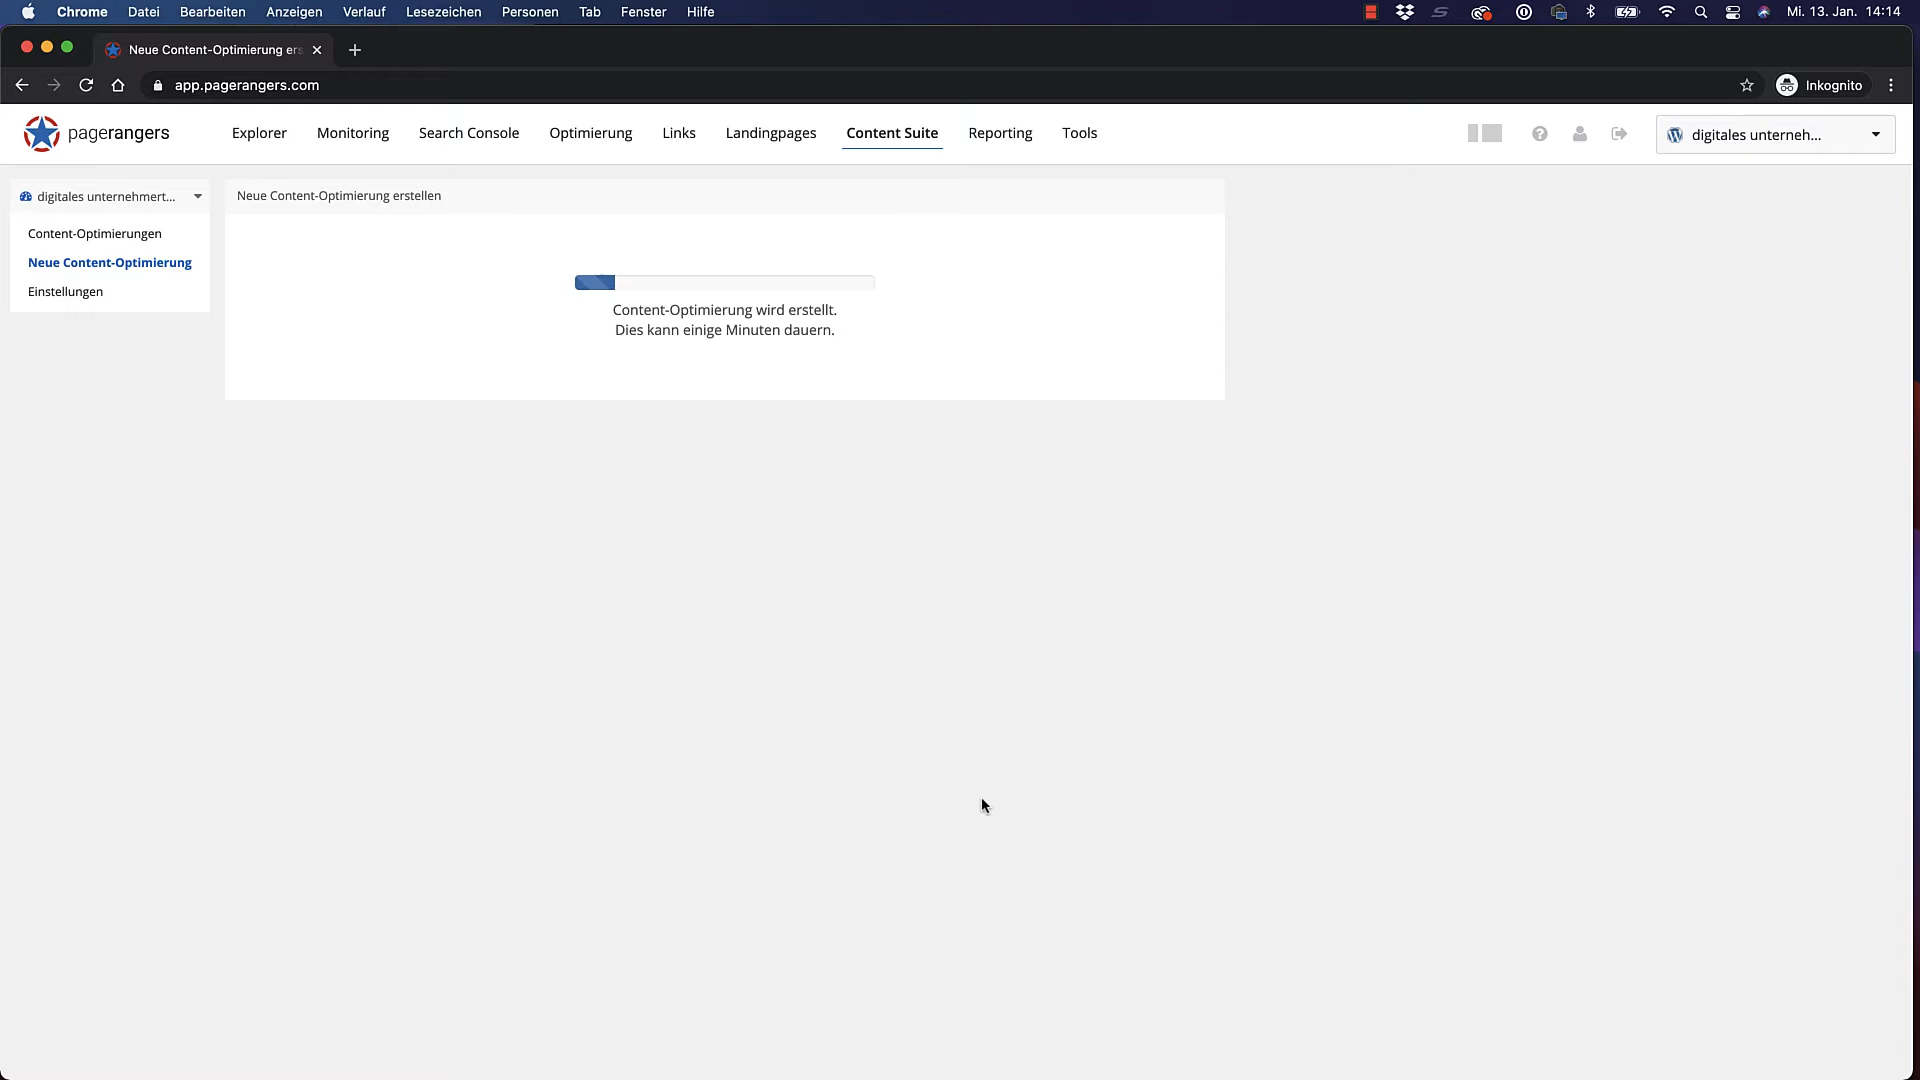 Chrome Datei Bearbeiten Anzeigen Verlauf Lesezeichen Personen Tab Fenster Hilfe Mi. 13. Jan. 14:14
Neue Content-Optimierung ers
app.pagerangers.com Inkognito
pagerangers Explorer Monitoring Search Console Optimierung Links Landingpages Content Suite Reporting Tools digitales unterneh...
digitales unternehmert...
Neue Content-Optimierung erstellen
Content-Optimierungen
Neue Content-Optimierung
Einstellungen
Content-Optimierung wird erstellt.
Dies kann einige Minuten dauern.